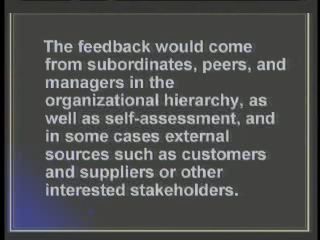 The feedback would come
from subordinates, peers, and
managers in the
organizational hierarchy, as
well as self-assessment, and
in some cases external
sources such as customers
and suppliers or other
interested stakeholders.